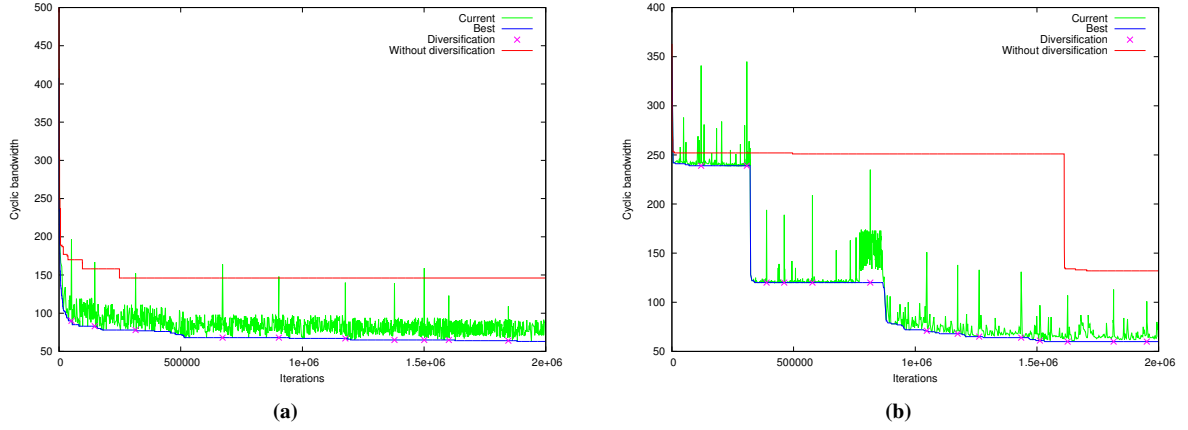 500
450
400
350
300
250
200
150
100
50
Cyclic bandwidth
0
500000
1e+06
1.5e+06
2e+06
Iterations
Current
Best
Diversification
Without diversification
(a)
400
350
300
250
200
150
100
50
Cyclic bandwidth
0
500000
1e+06
1.5e+06
2e+06
Iterations
Current
Best
Diversification
Without diversification
(b)